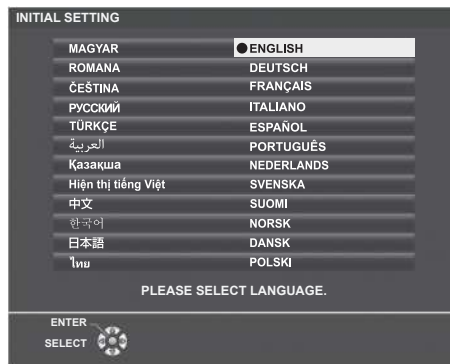 INITIAL SETTING
MAGYAR ENGLISH
ROMANA DEUTSCH
ČEŠTINA FRANÇAIS
РУССКИЙ ITALIANO
TÜRKÇE ESPAÑOL
العربية PORTUGUÊS
Қазақша NEDERLANDS
Hiện thị tiếng Việt SVENSKA
中文 SUOMI
한국어 NORSK
日本語 DANSK
ไทย POLSKI
PLEASE SELECT LANGUAGE.
ENTER
SELECT